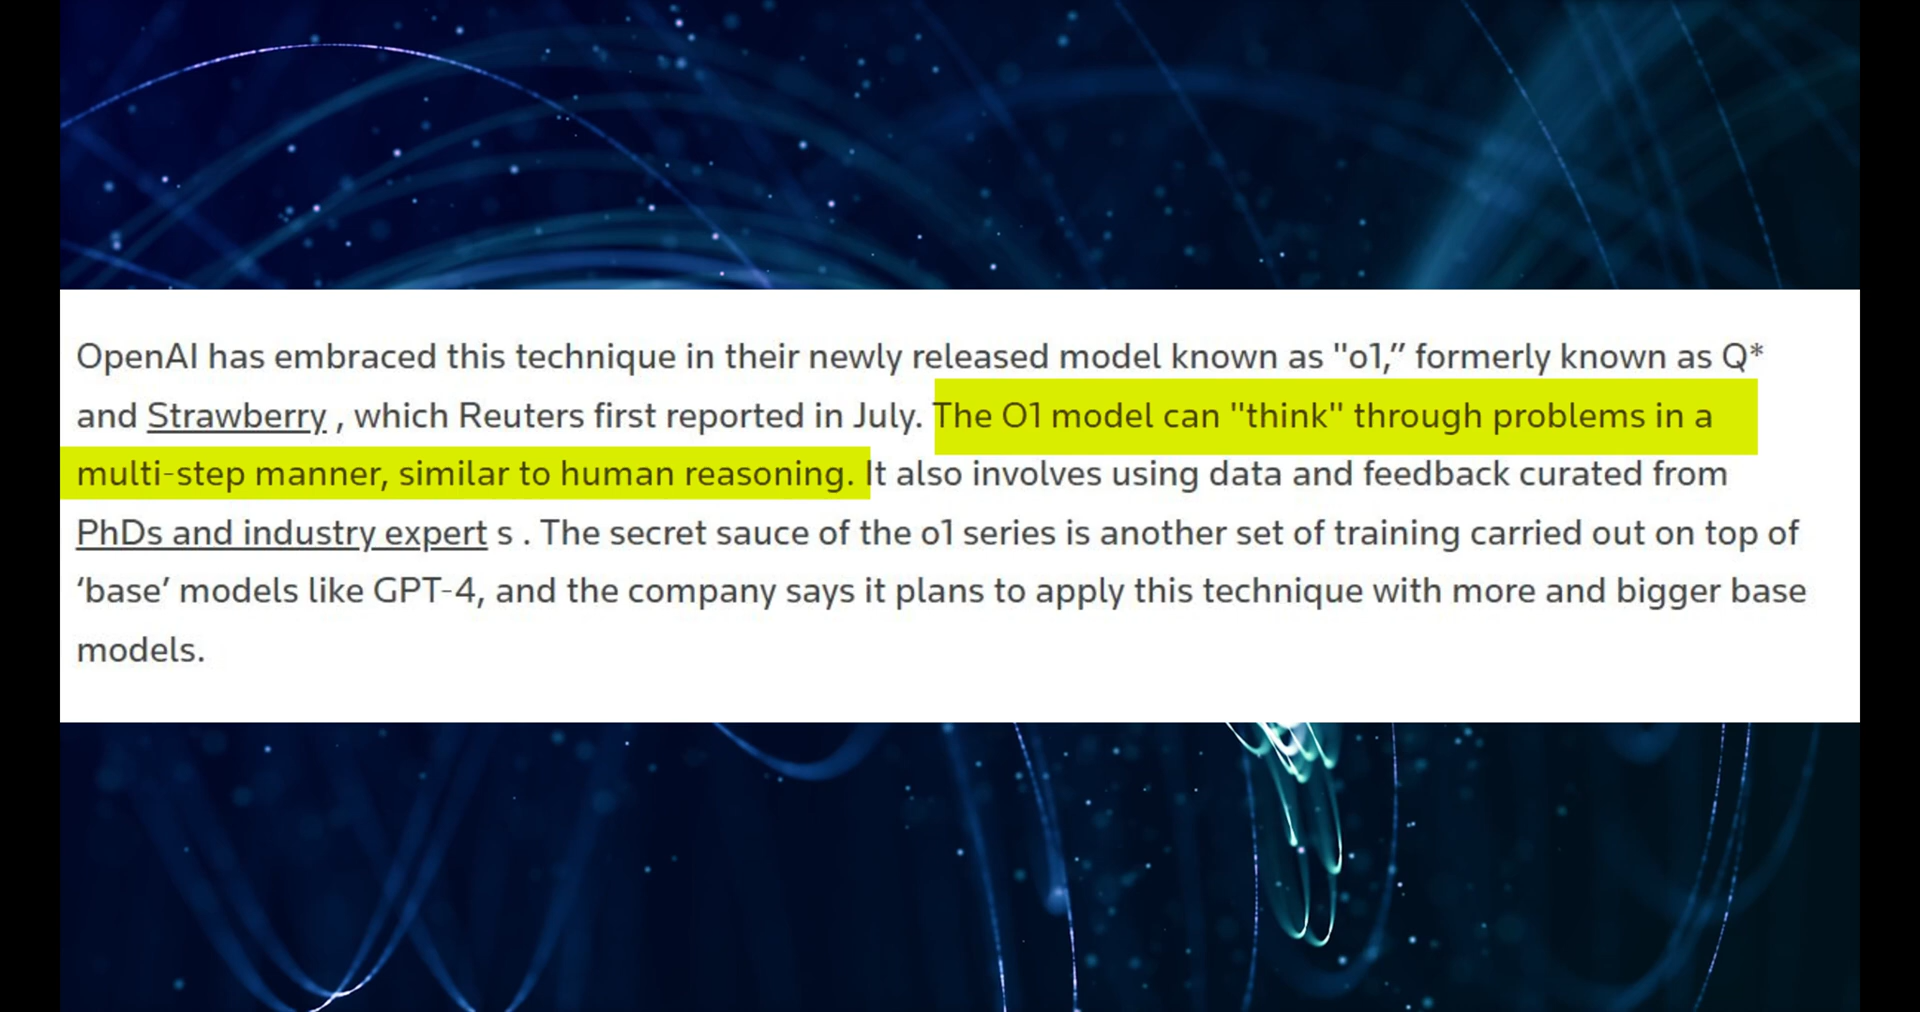 OpenAI has embraced this technique in their newly released model known as "o1,” formerly known as Q*
and Strawberry , which Reuters first reported in July. The O1 model can "think" through problems in a
multi-step manner, similar to human reasoning. It also involves using data and feedback curated from
PhDs and industry expert s . The secret sauce of the o1 series is another set of training carried out on top of
‘base’ models like GPT-4, and the company says it plans to apply this technique with more and bigger base
models.